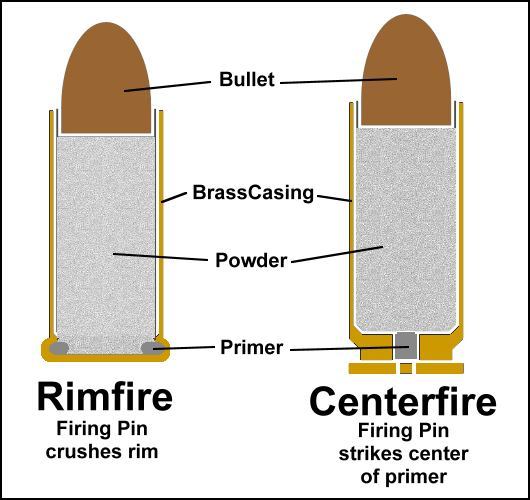 Bullet
BrassCasing
Powder
Primer
Rimfire
Firing Pin
crushes rim
Centerfire
Firing Pin
strikes center
of primer